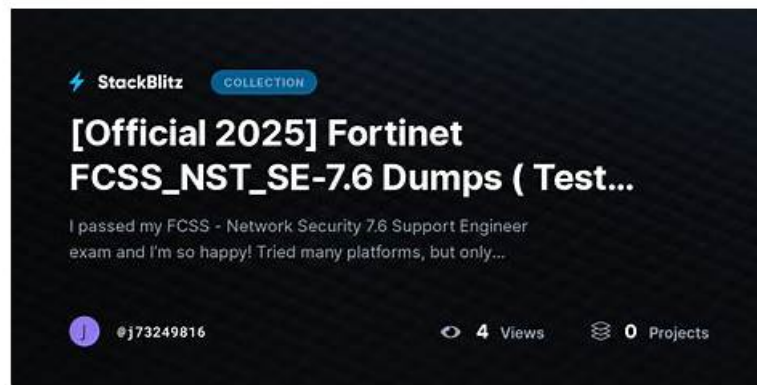 StackBlitz COLLECTION
[Official 2025] Fortinet
FCSS_NST_SE-7.6 Dumps ( Test...
I passed my FCSS - Network Security 7.6 Support Engineer
exam and I'm so happy! Tried many platforms, but only...
J @j73249816 4 Views 0 Projects